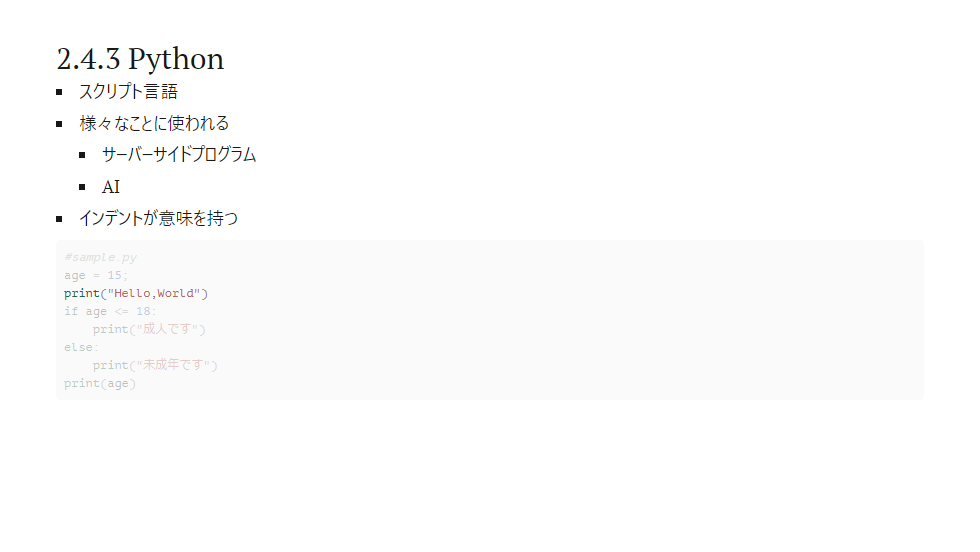 2.4.3 Python
スクリプト言語
様々なことに使われる
サーバーサイドプログラム
AI
インデントが意味を持つ
#sample.py
age = 15;
print("Hello,World")
if age <= 18:
    print("成人です")
else:
    print("未成年です")
print(age)